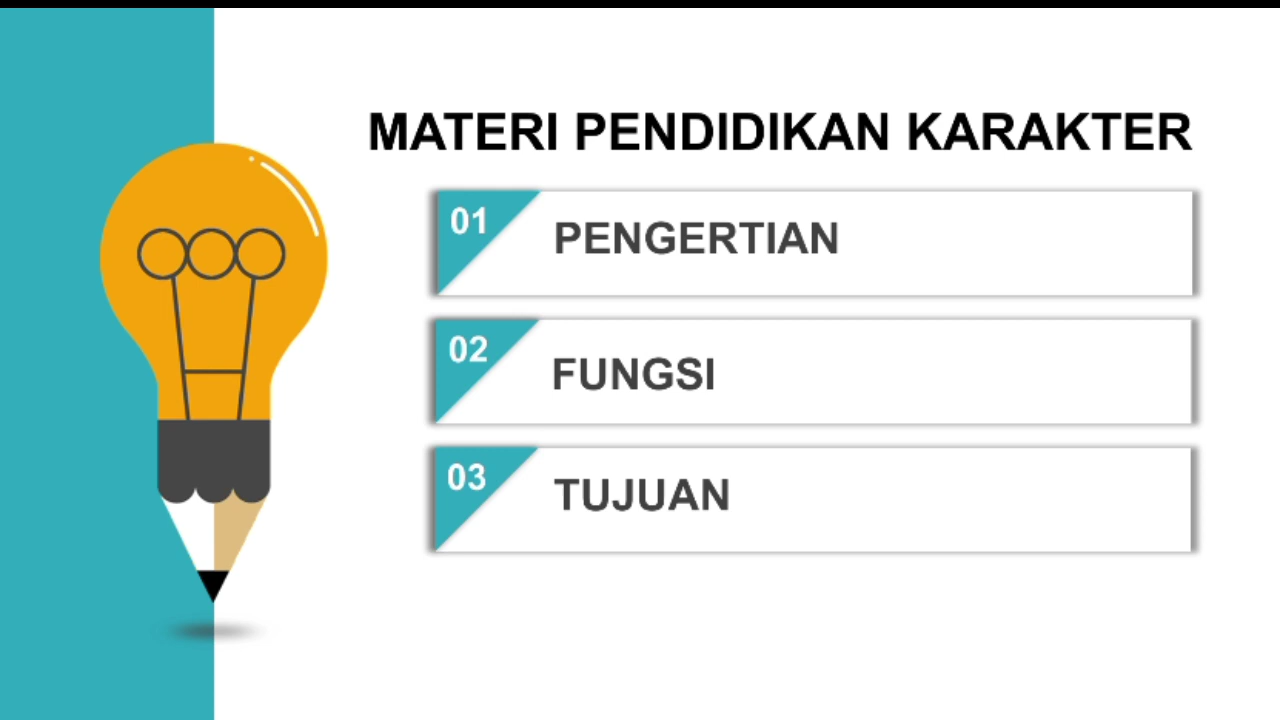 MATERI PENDIDIKAN KARAKTER
01 PENGERTIAN
02 FUNGSI
03 TUJUAN